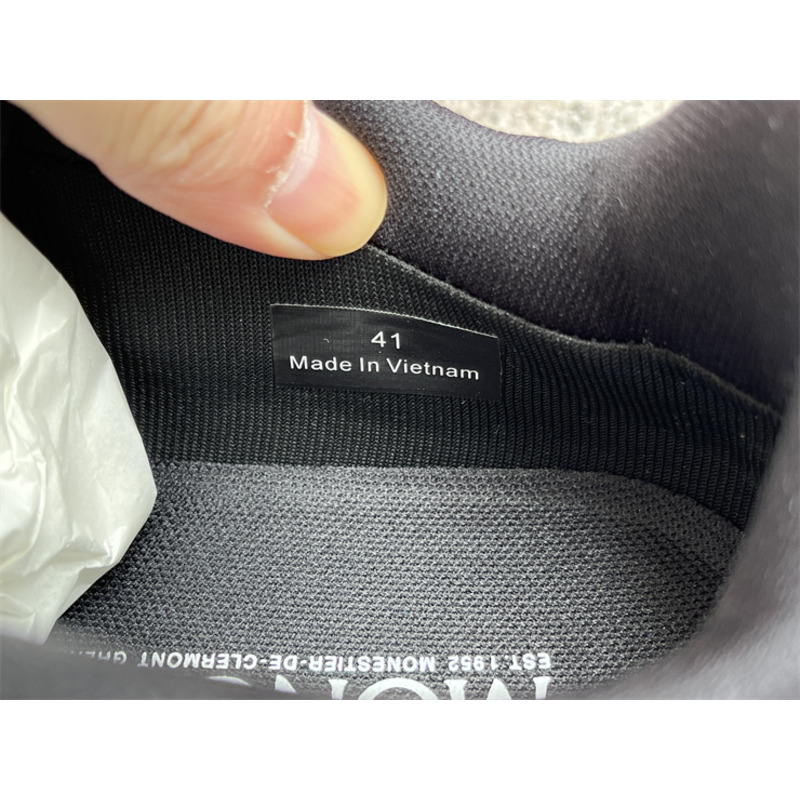 41
Made In Vietnam
EST. 1952 MONESTIER-DE-CLERMONT